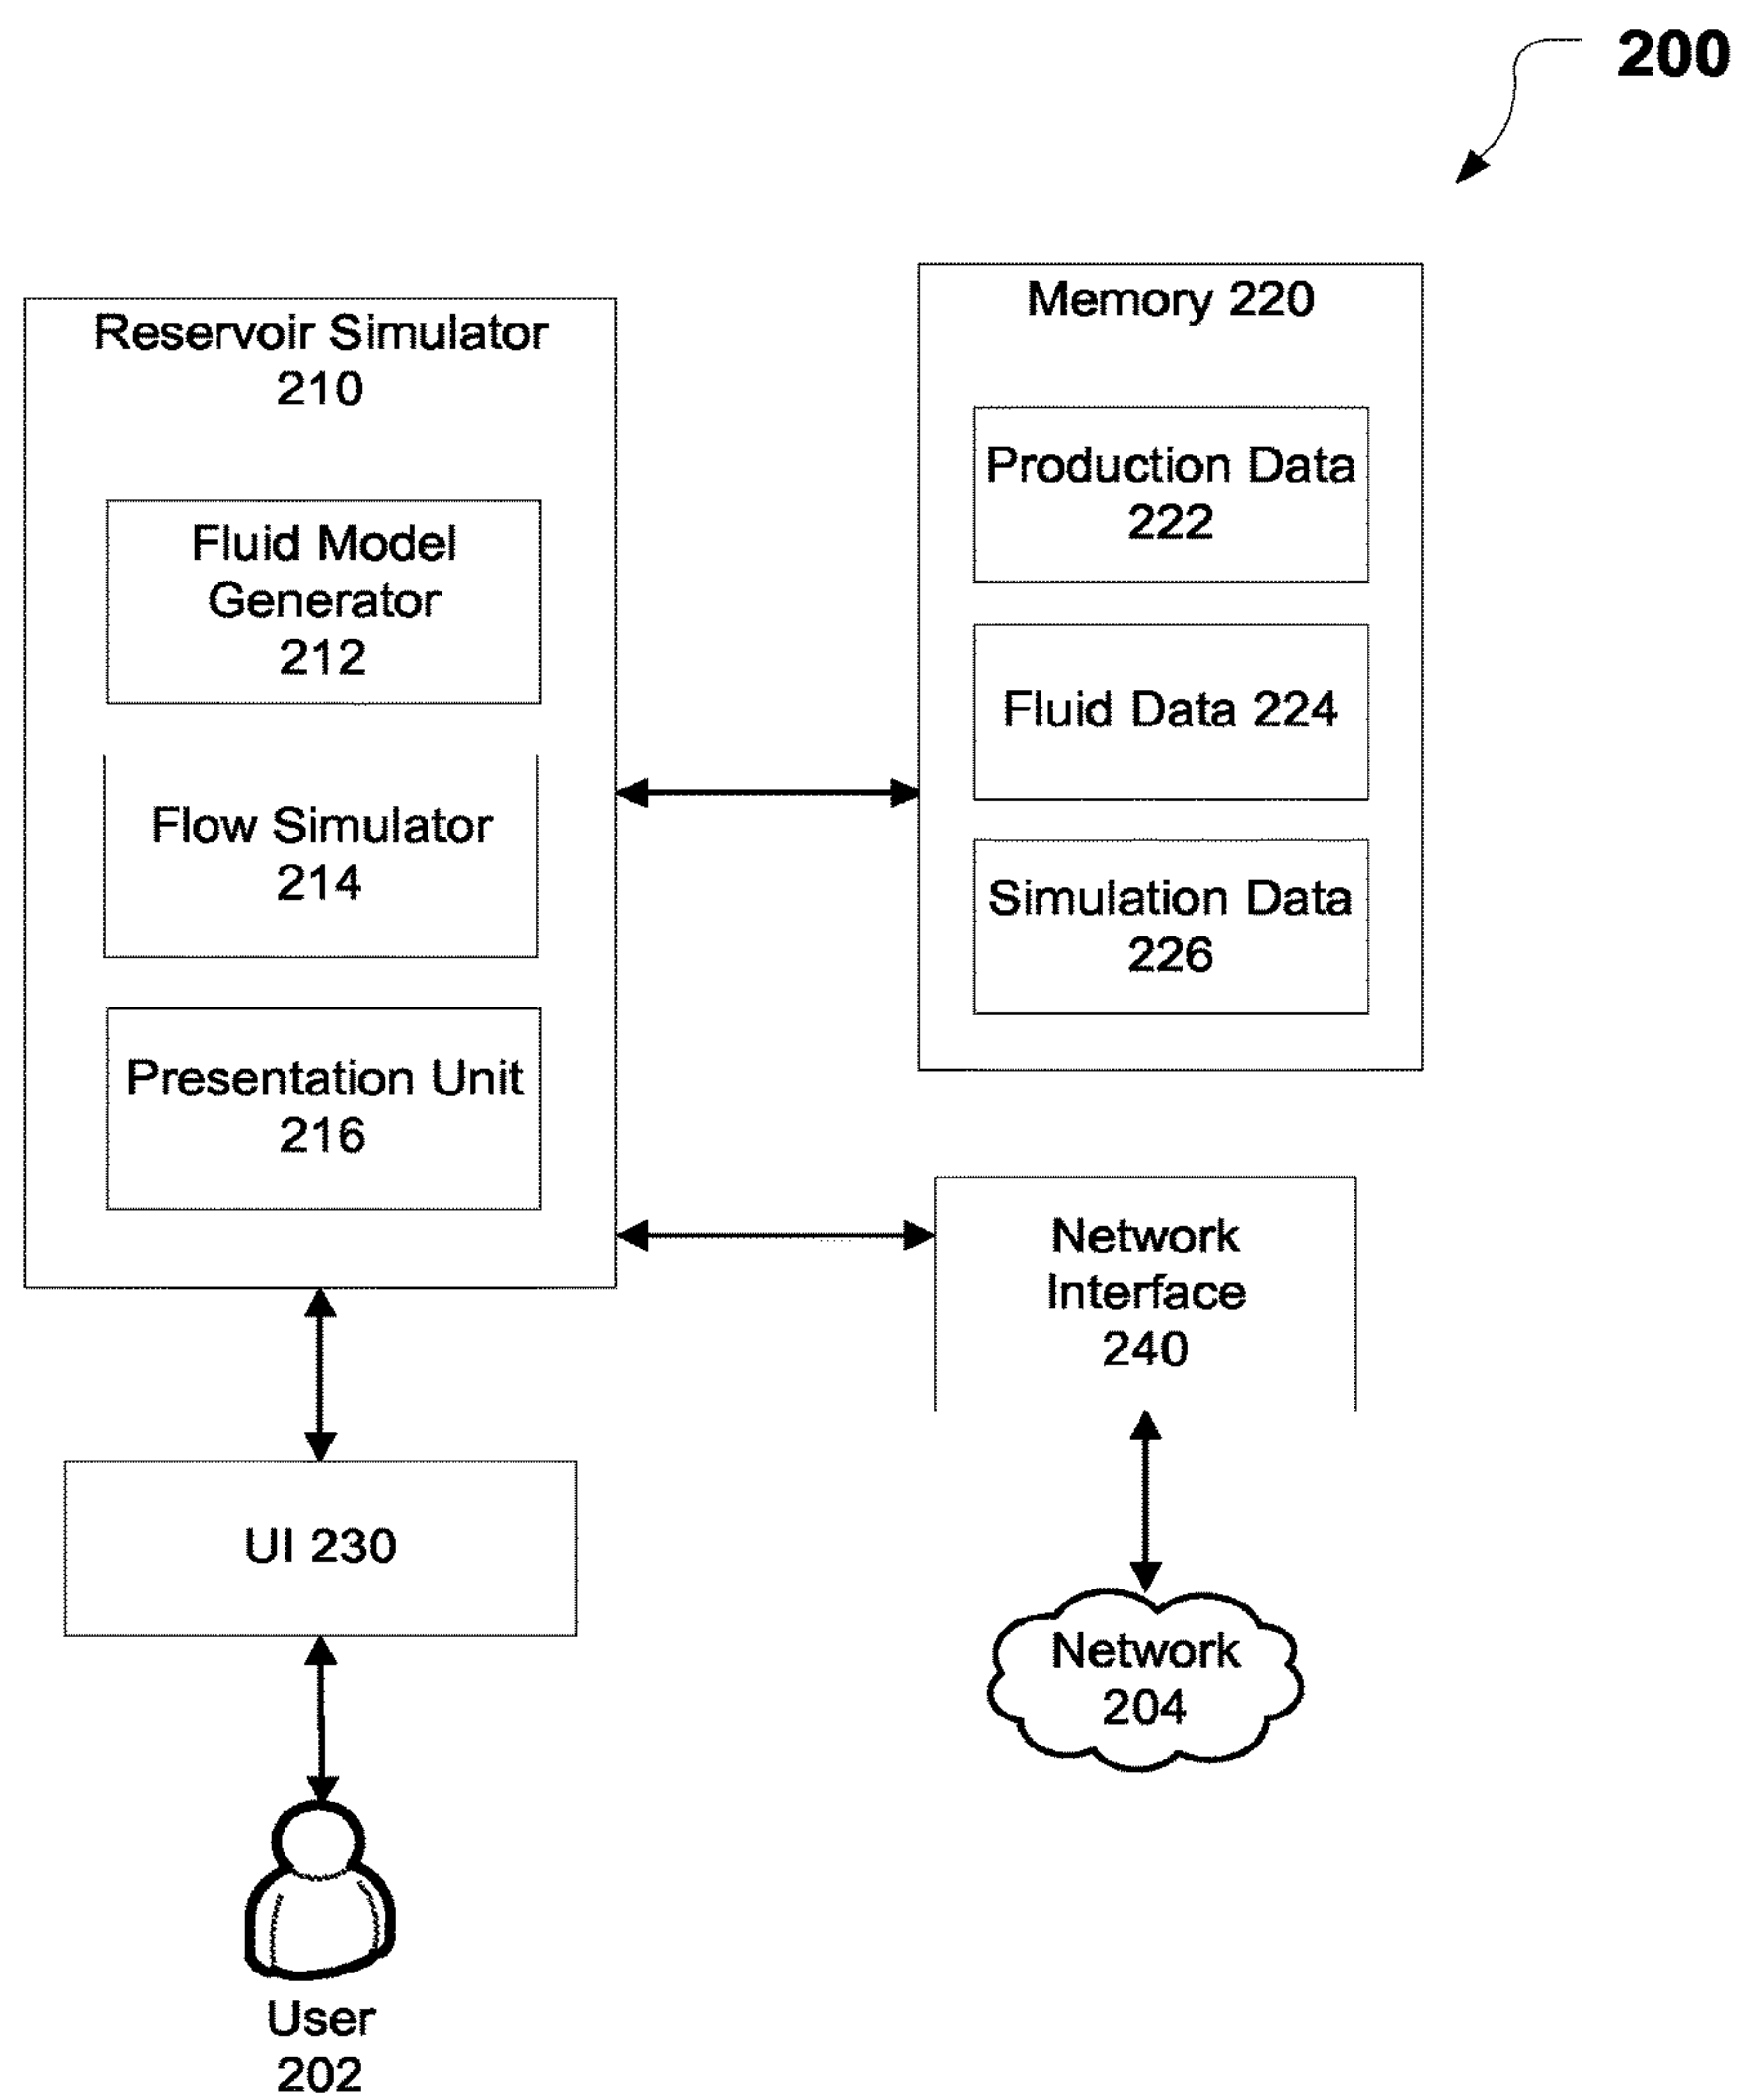 200
Reservoir Simulator
210
Fluid Model
Generator
212
Flow Simulator
214
Presentation Unit
216
Memory 220
Production Data
222
Fluid Data 224
Simulation Data
226
Network
Interface
240
UI 230
Network
204
User
202